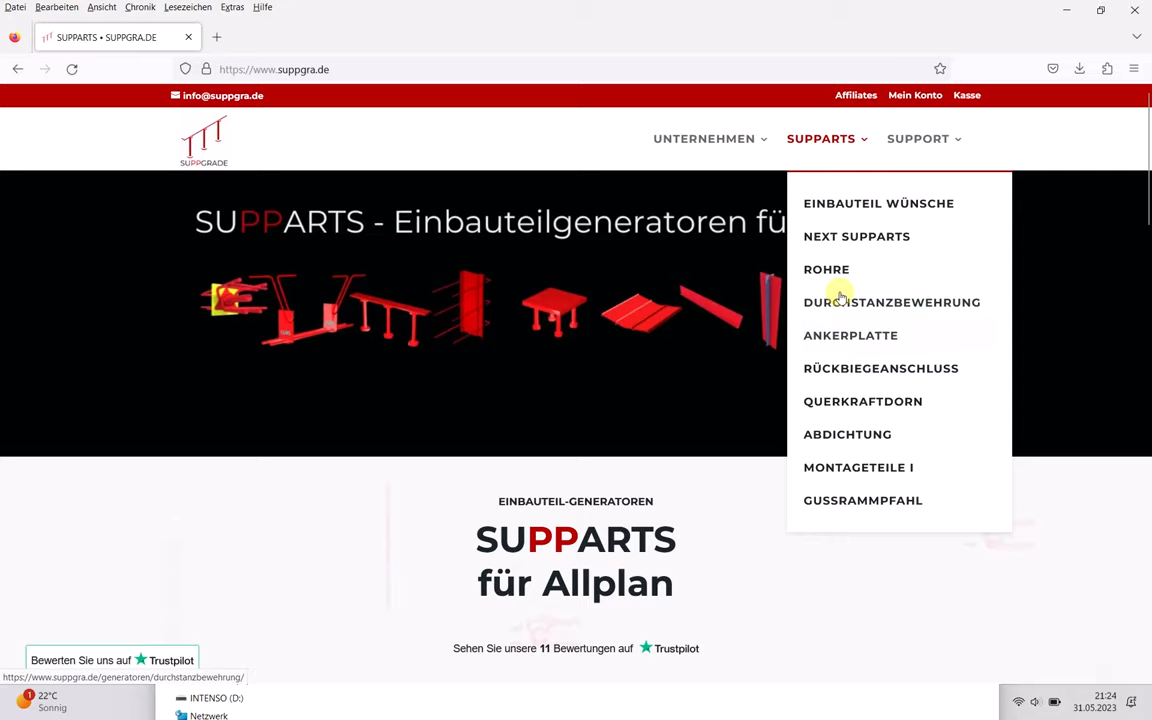 Datei Bearbeiten Ansicht Chronik Lesezeichen Extras Hilfe
SUPPARTS • SUPPGRA.DE
https://www.suppgra.de
info@suppgra.de
Affiliates Mein Konto Kasse
SUPPGRADE
UNTERNEHMEN SUPPARTS SUPPORT
SUPPARTS - Einbauteilgeneratoren fü
EINBAUTEIL WÜNSCHE
NEXT SUPPARTS
ROHRE
DURCHSTANZBEWEHRUNG
ANKERPLATTE
RÜCKBIEGEANSCHLUSS
QUERKRAFTDORN
ABDICHTUNG
MONTAGETEILE I
GUSSRAMMPFAHL
EINBAUTEIL-GENERATOREN
SUPPARTS
für Allplan
Sehen Sie unsere 11 Bewertungen auf Trustpilot
Bewerten Sie uns auf Trustpilot
https://www.suppgra.de/generatoren/durchstanzbewehrung/
1
22°C
Sonnig
INTENSO (D:)
Netzwerk
21:24
31.05.2023